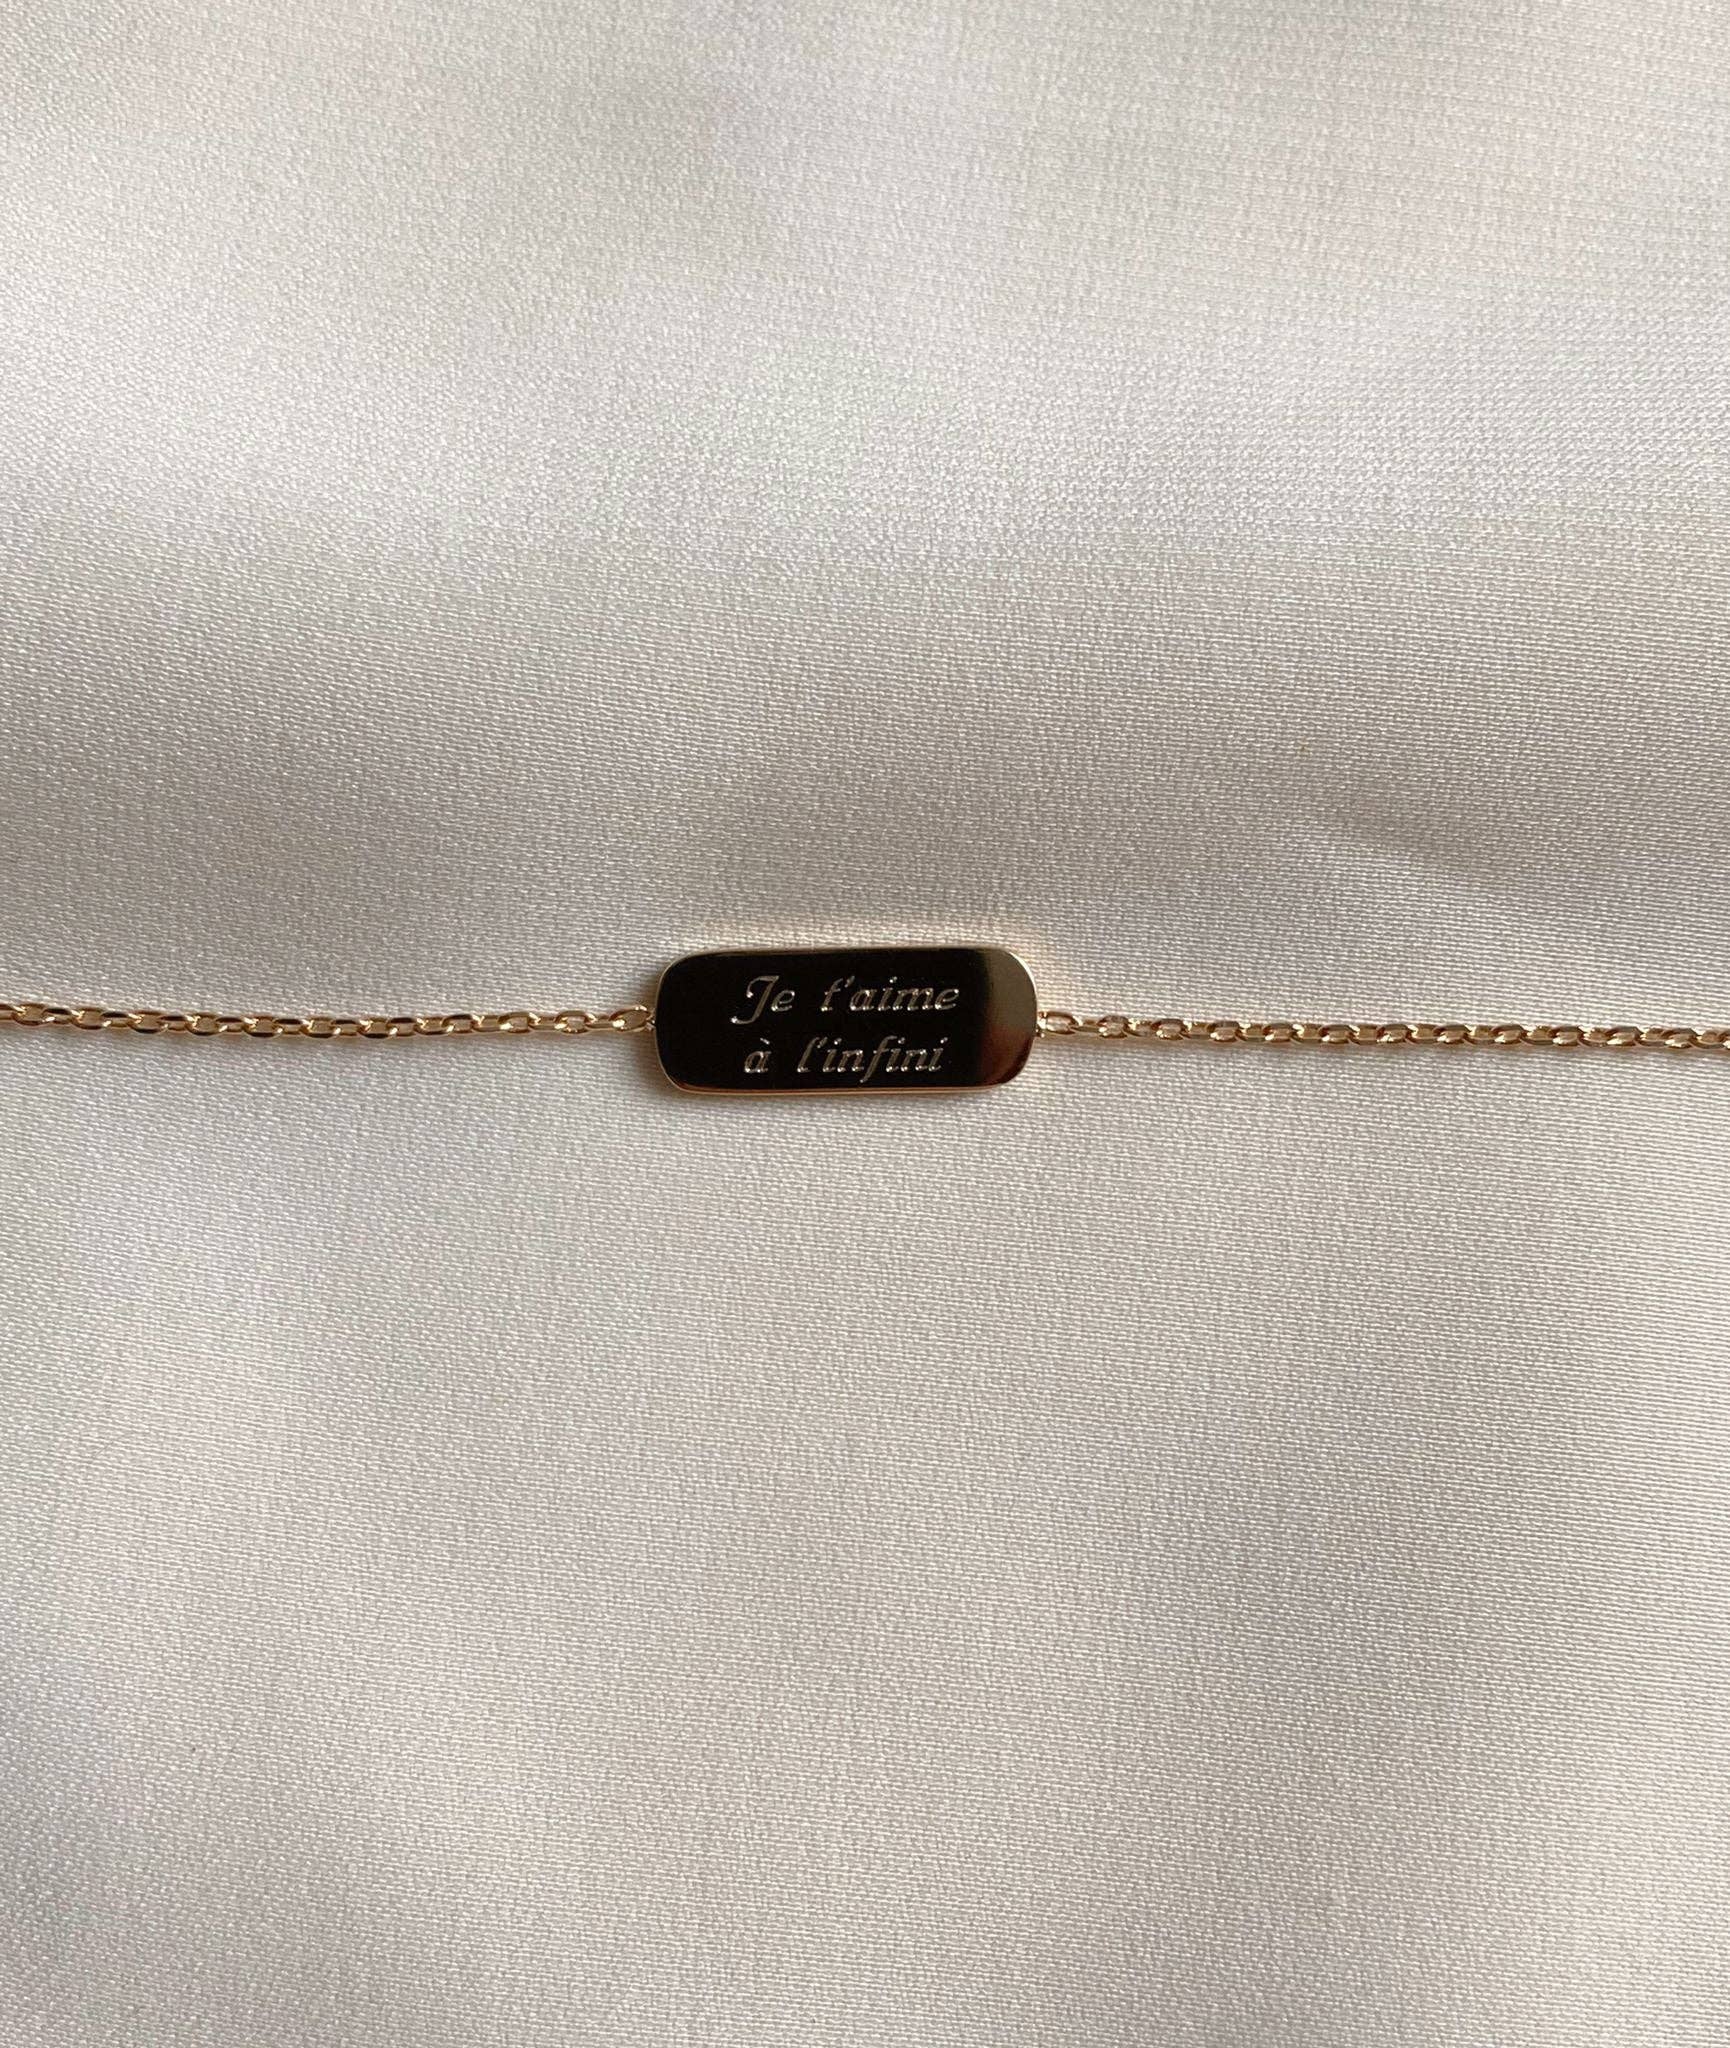 Je t'aime
à l'infini